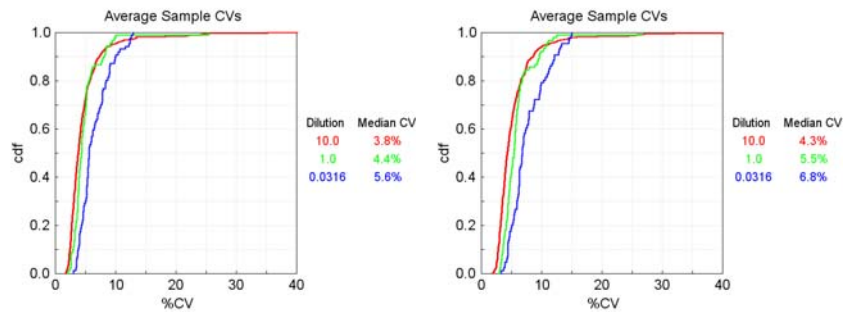 Average Sample CVs
1.0
0.8
0.6
0.4
0.2
0.0
cdf
0 10 20 30 40
%CV
Dilution Median CV
10.0 3.8%
1.0 4.4%
0.0316 5.6%
Average Sample CVs
1.0
0.8
0.6
0.4
0.2
0.0
cdf
0 10 20 30 40
%CV
Dilution Median CV
10.0 4.3%
1.0 5.5%
0.0316 6.8%